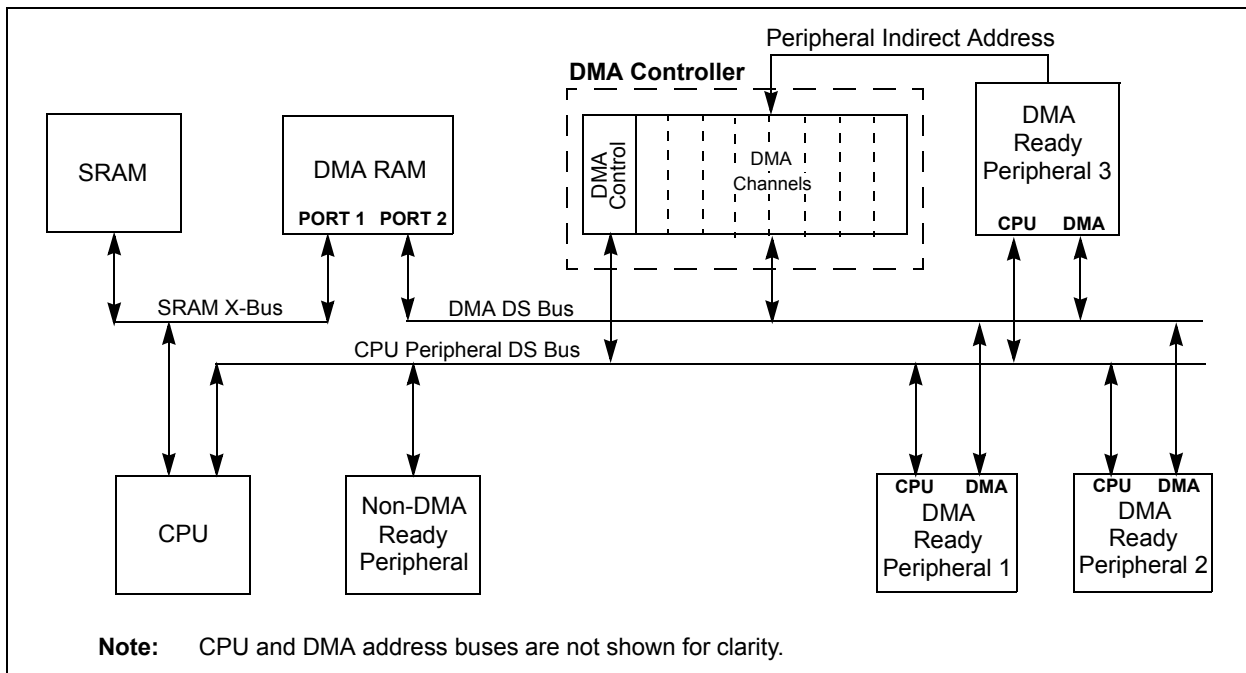 Peripheral Indirect Address
DMA Controller
SRAM
DMA RAM
PORT 1 PORT 2
DMA
Control
DMA
Channels
DMA
Ready
Peripheral 3
CPU DMA
SRAM X-Bus
DMA DS Bus
CPU Peripheral DS Bus
CPU
Non-DMA
Ready
Peripheral
CPU DMA
DMA
Ready
Peripheral 1
CPU DMA
DMA
Ready
Peripheral 2
Note: CPU and DMA address buses are not shown for clarity.